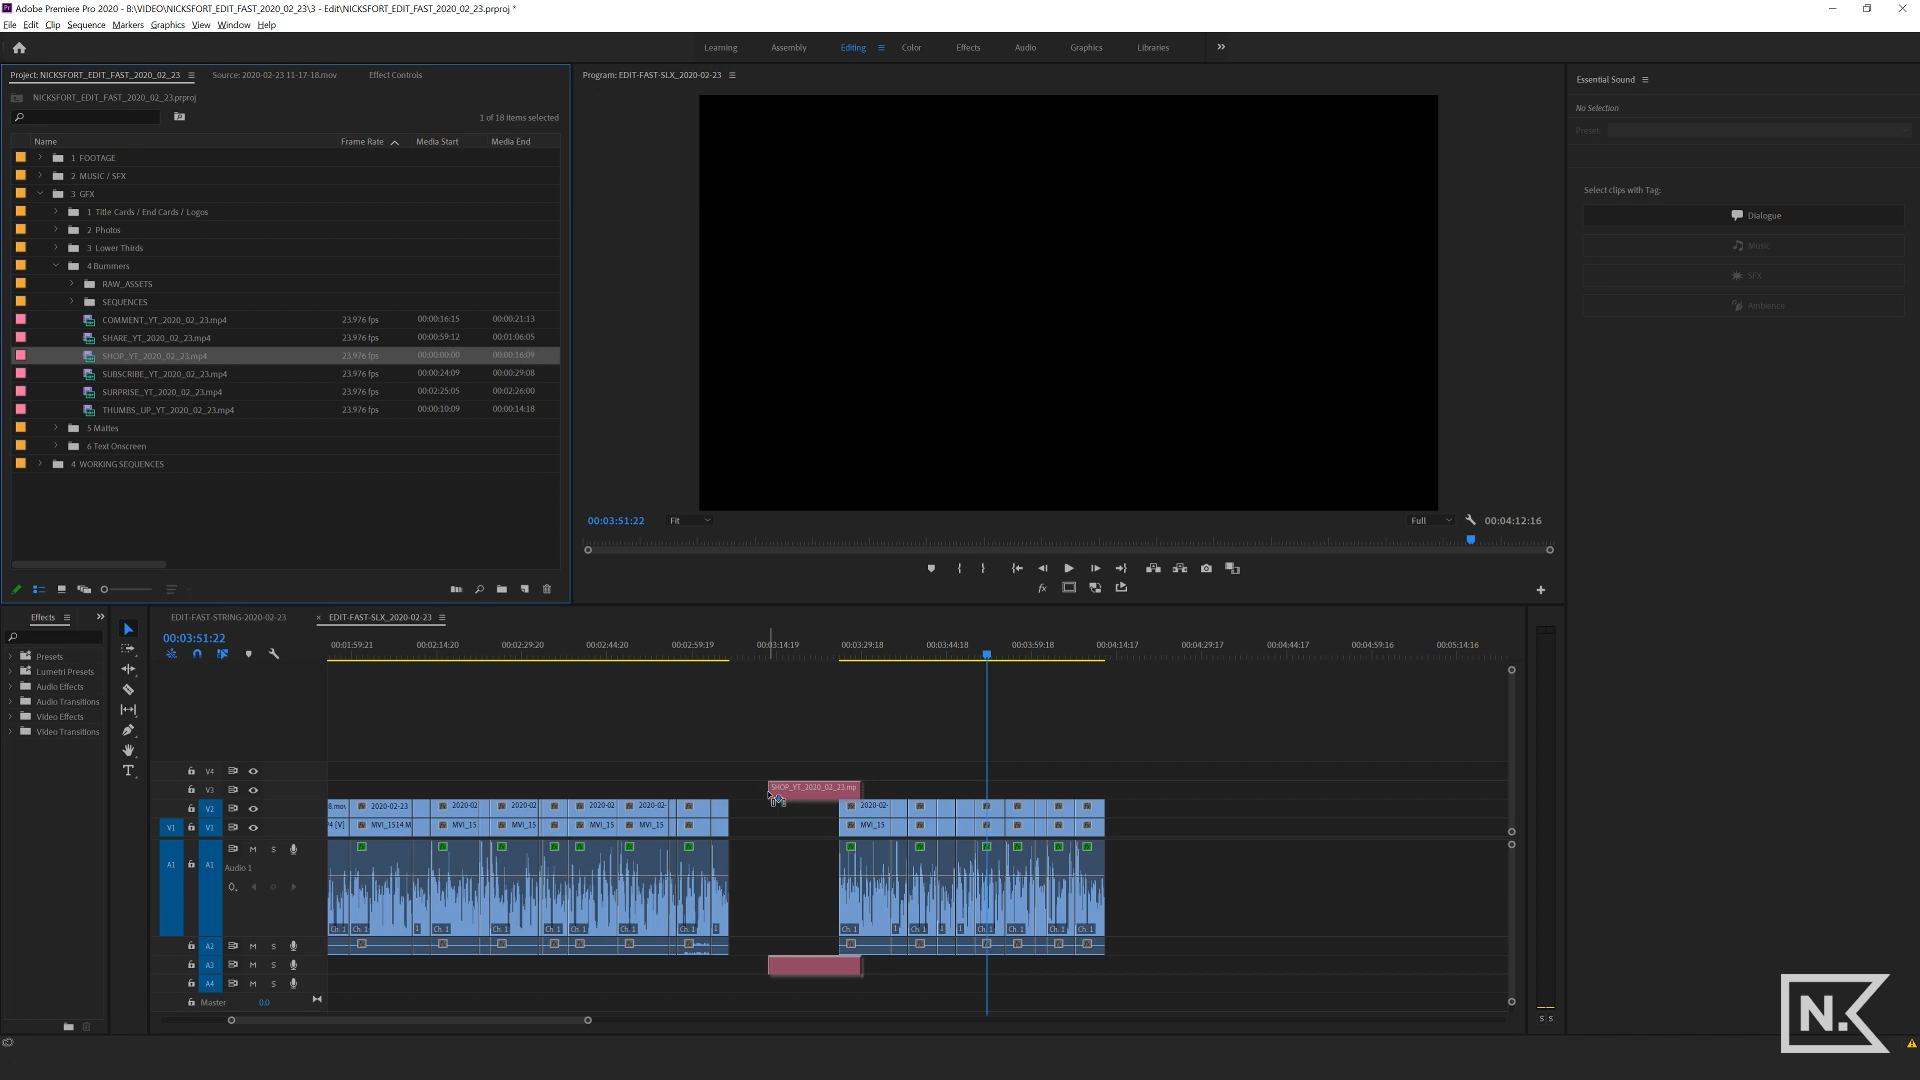 Adobe Premiere Pro 2020 - B:\VIDEO\NICKSFORT_EDIT_FAST_2020_02_23\3 - Edit\NICKSFORT_EDIT_FAST_2020_02_23.prproj *
File Edit Clip Sequence Markers Graphics View Window Help
Learning Assembly Editing Color Effects Audio Graphics Libraries
Project: NICKSFORT_EDIT_FAST_2020_02_23 Source: 2020-02-23 11-17-18.mov Effect Controls
Program: EDIT-FAST-SLX_2020-02-23
Essential Sound
NICKSFORT_EDIT_FAST_2020_02_23.prproj
No Selection
1 of 18 items selected
Preset:
Name Frame Rate Media Start Media End
1 FOOTAGE
2 MUSIC / SFX
3 GFX
Select clips with Tag:
1 Title Cards / End Cards / Logos
Dialogue
2 Photos
Music
3 Lower Thirds
4 Bummers
SFX
RAW_ASSETS
SEQUENCES
Ambience
COMMENT_YT_2020_02_23.mp4 23.976 fps 00:00:16:15 00:00:21:13
SHARE_YT_2020_02_23.mp4 23.976 fps 00:00:59:12 00:01:06:05
SHOP_YT_2020_02_23.mp4 23.976 fps 00:00:00:00 00:00:16:09
SUBSCRIBE_YT_2020_02_23.mp4 23.976 fps 00:00:24:09 00:00:29:08
SURPRISE_YT_2020_02_23.mp4 23.976 fps 00:02:25:05 00:02:26:00
THUMBS_UP_YT_2020_02_23.mp4 23.976 fps 00:00:10:09 00:00:14:18
5 Mattes
6 Text Onscreen
4 WORKING SEQUENCES
00:03:51:22 Fit Full 00:04:12:16
Effects
EDIT-FAST-STRING-2020-02-23 × EDIT-FAST-SLX_2020-02-23
00:03:51:22
00:01:59:21 00:02:14:20 00:02:29:20 00:02:44:20 00:02:59:19 00:03:14:19 00:03:29:18 00:03:44:18 00:03:59:18 00:04:14:17 00:04:29:17 00:04:44:17 00:04:59:16 00:05:14:16
Presets
Lumetri Presets
Audio Effects
Audio Transitions
Video Effects
Video Transitions
V4
V3 SHOP_YT_2020_02_23.mp
V2 8.mov 2020-02-23 2020-02 2020-02 2020-02 2020-02- 2020-02-
V1 V1 [V] MVI_1514.M MVI_15 MVI_15 MVI_15 MVI_15 MVI_15
M S
A1 A1 Audio 1
Ch. 1 Ch. 1 Ch. 1 Ch. 1 Ch. 1 Ch. 1 Ch. 1 Ch. 1 Ch. 1 Ch. 1 Ch. 1 Ch. 1 Ch. 1 Ch. 1
A2 M S
A3 M S
A4 M S
Master 0.0
S S
N.